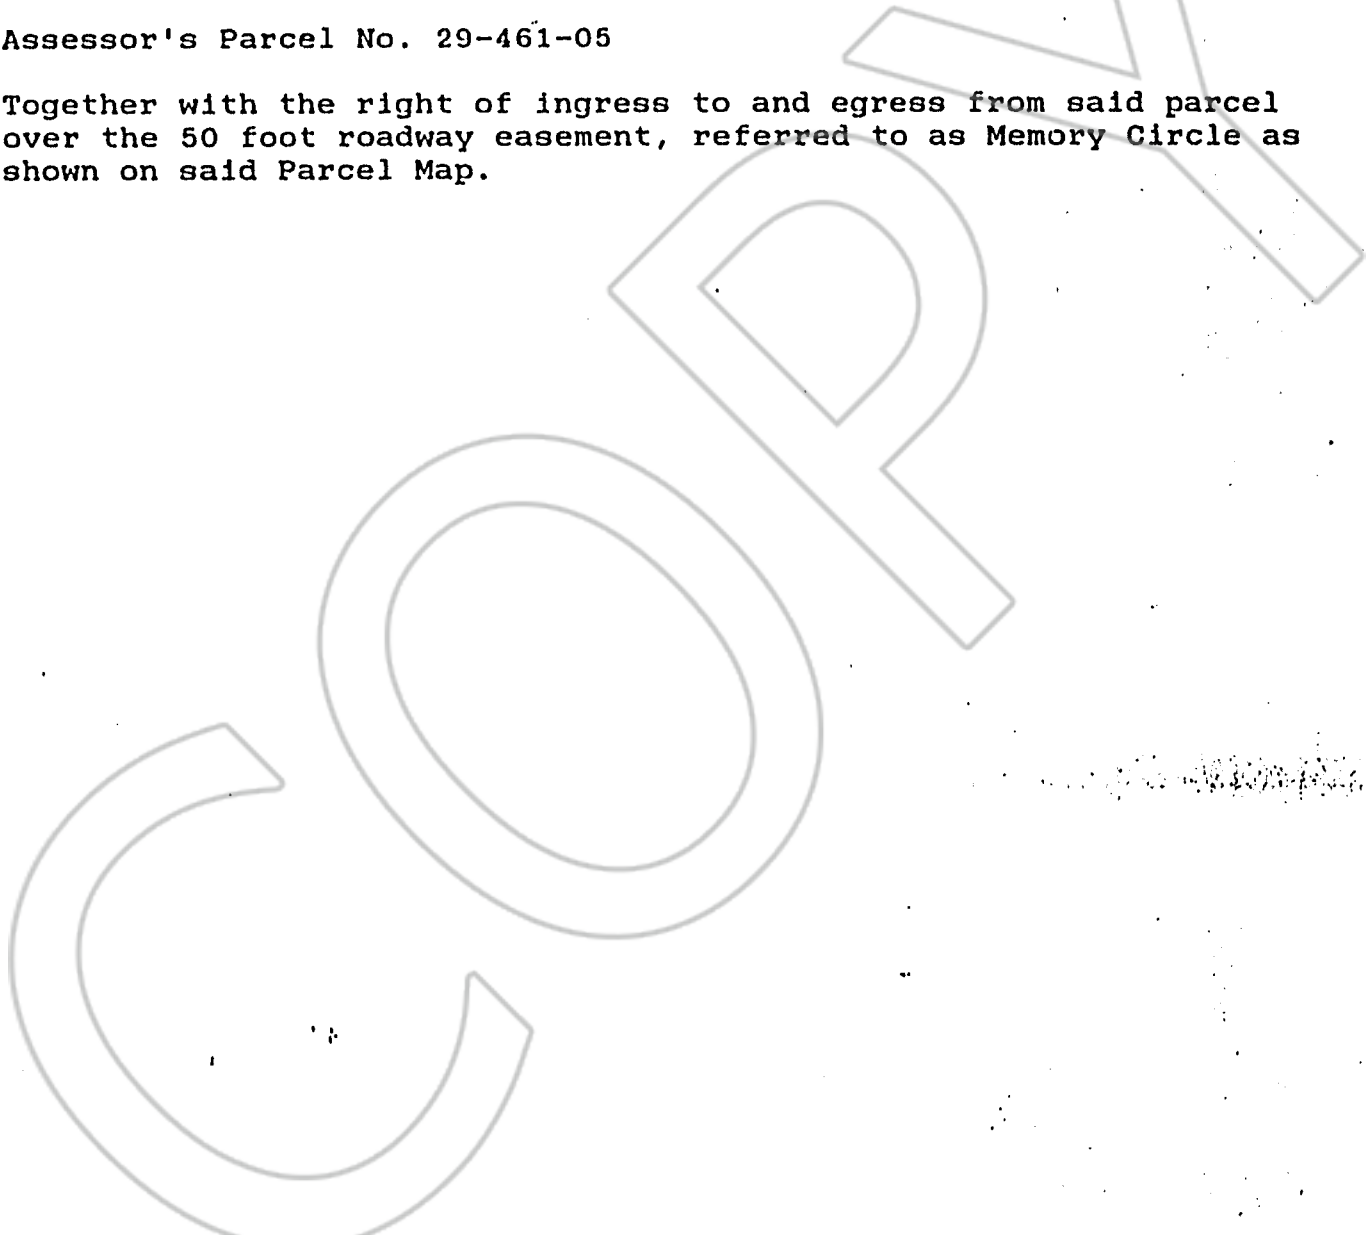 Assessor's Parcel No. 29-461-05
Together with the right of ingress to and egress from said parcel
over the 50 foot roadway easement, referred to as Memory Circle as
shown on said Parcel Map.
COPY